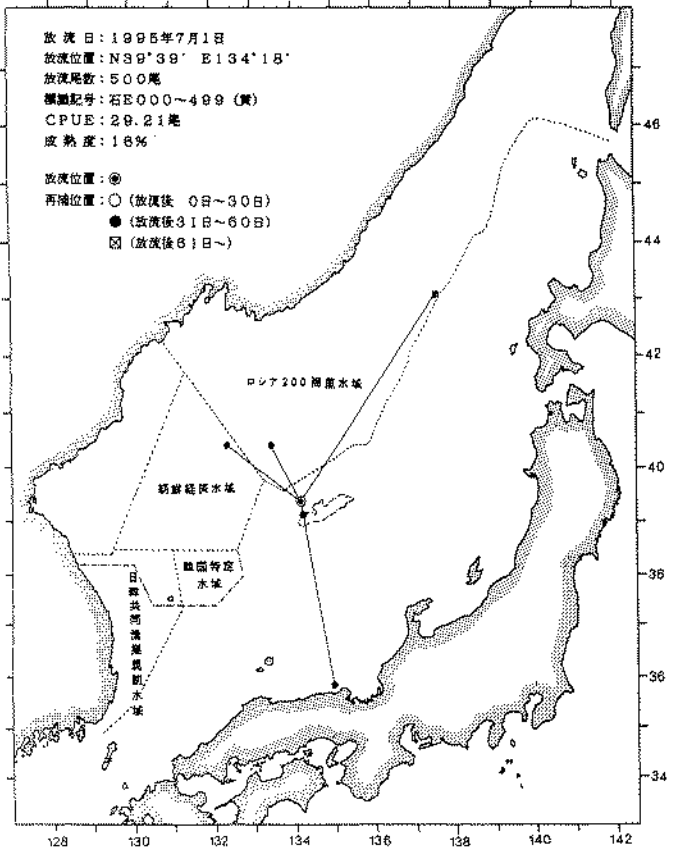 放流日:1995年7月1日
放流位置:N39°39′ E134°18′
放流尾数:500尾
標識記号:石E000～499 (黄)
CPUE:29.21尾
成熟度:16%
放流位置:◉
再捕位置:○ (放流後 0日～30日)
● (放流後31日～60日)
☒ (放流後61日～)
46
44
42
ロシア200海里水域
40
朝鮮経済水域
韓国特定
水域
38
日韓共同漁業規制水域
36
34
128 130 132 134 136 138 140 142